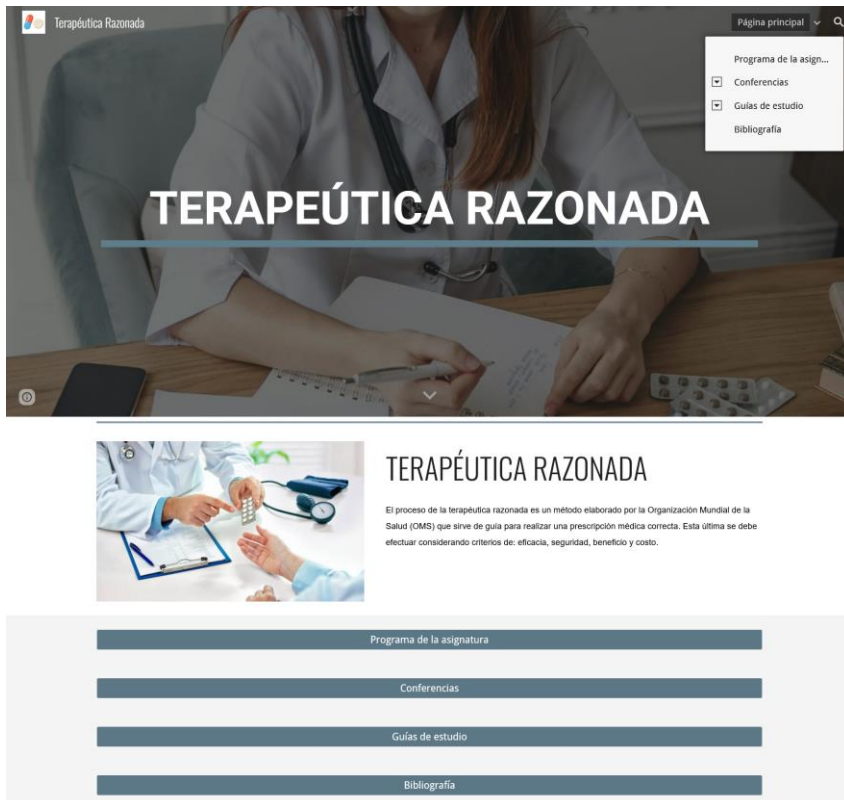 Terapéutica Razonada
Página principal
Programa de la asign...
Conferencias
Guías de estudio
Bibliografía
TERAPEÚTICA RAZONADA
TERAPÉUTICA RAZONADA
El proceso de la terapéutica razonada es un método elaborado por la Organización Mundial de la
Salud (OMS) que sirve de guía para realizar una prescripción médica correcta. Esta última se debe
efectuar considerando criterios de: eficacia, seguridad, beneficio y costo.
Programa de la asignatura
Conferencias
Guías de estudio
Bibliografía